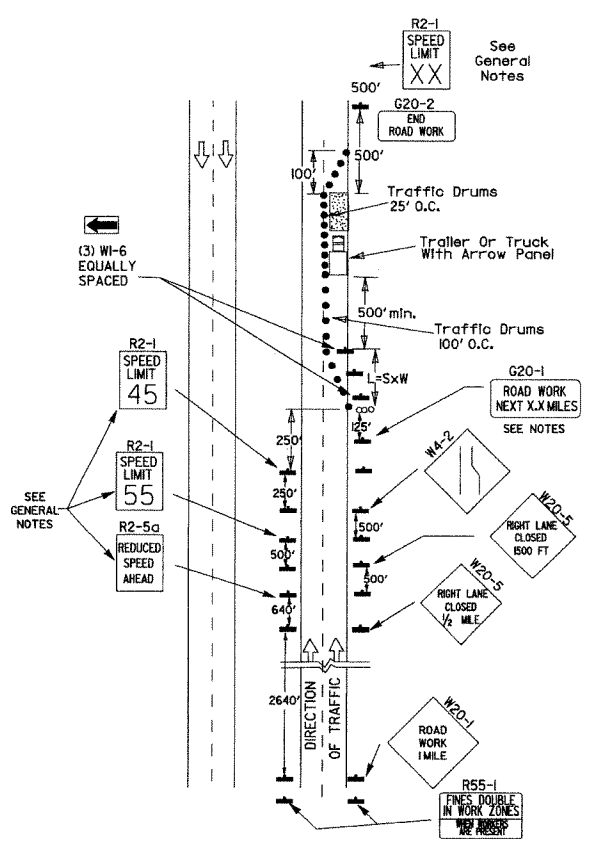 R2-1
SPEED
LIMIT
XX
See
General
Notes
500'
G20-2
END
ROAD WORK
500'
100'
Traffic Drums
25' O.C.
(3) W1-6
EQUALLY
SPACED
Trailer Or Truck
With Arrow Panel
500' min.
Traffic Drums
100' O.C.
R2-1
SPEED
LIMIT
45
L=SxW
G20-1
ROAD WORK
NEXT X.X MILES
SEE NOTES
125'
250'
W4-2
R2-1
SPEED
LIMIT
55
250'
SEE
GENERAL
NOTES
W20-5
RIGHT LANE
CLOSED
1500 FT
500'
500'
R2-5a
REDUCED
SPEED
AHEAD
W20-5
RIGHT LANE
CLOSED
1/2 MILE
500'
640'
2640'
DIRECTION
OF TRAFFIC
W20-1
ROAD
WORK
1 MILE
R55-1
FINES DOUBLE
IN WORK ZONES
WHEN WORKERS
ARE PRESENT